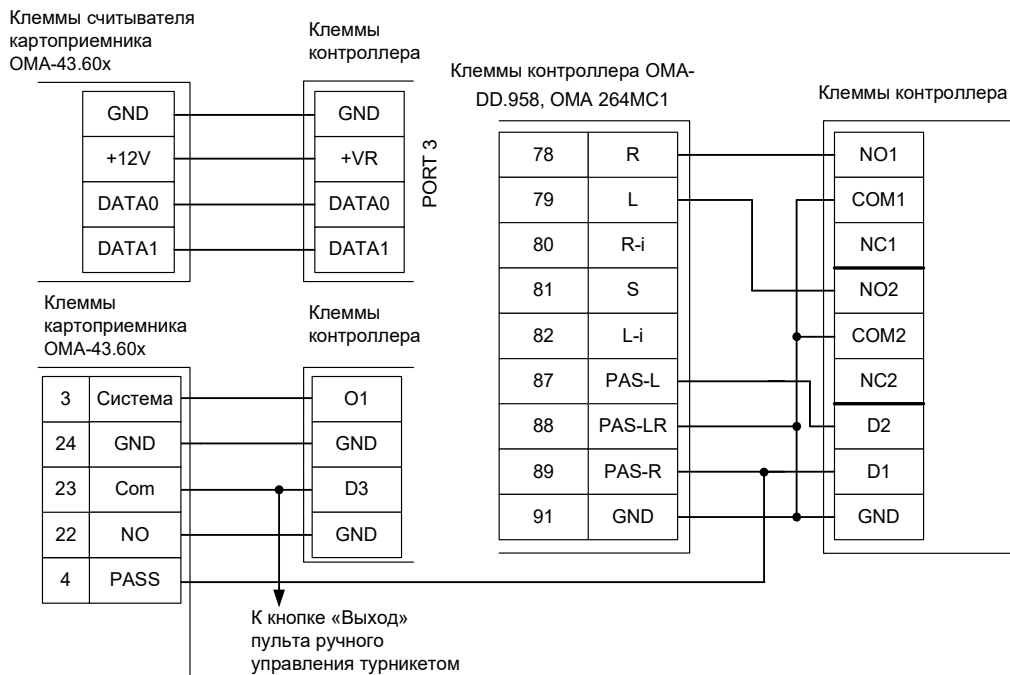 Клеммы считывателя
картоприемника
ОМА-43.60x
Клеммы
контроллера
GND
GND
+12V
+VR
DATA0
DATA0
DATA1
DATA1
PORT 3
Клеммы
картоприемника
ОМА-43.60x
Клеммы
контроллера
3 Система
O1
24 GND
GND
23 Com
D3
22 NO
GND
4 PASS
К кнопке «Выход»
пульта ручного
управления турникетом
Клеммы контроллера ОМА-
DD.958, ОМА 264MC1
Клеммы контроллера
78 R
NO1
79 L
COM1
80 R-i
NC1
81 S
NO2
82 L-i
COM2
87 PAS-L
NC2
88 PAS-LR
D2
89 PAS-R
D1
91 GND
GND